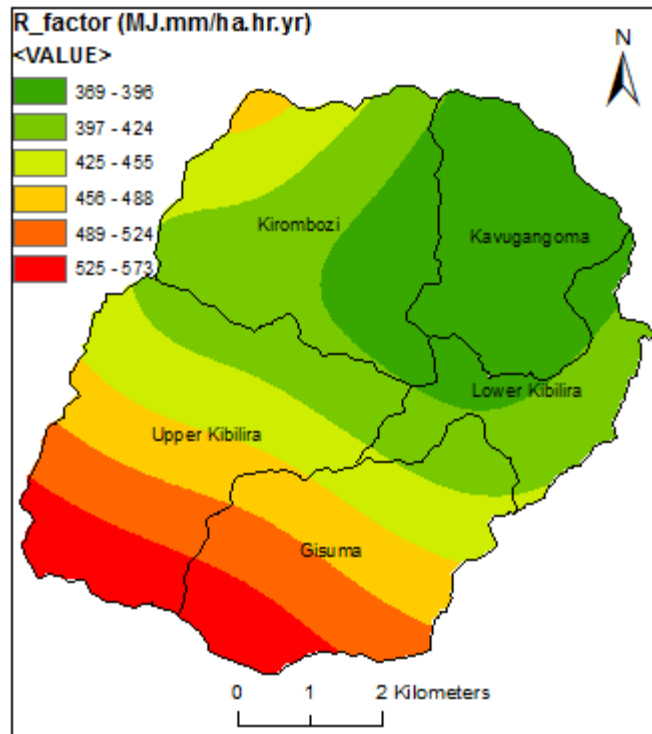 R_factor (MJ.mm/ha.hr.yr)
<VALUE>
369 - 396
397 - 424
425 - 455
456 - 488
489 - 524
525 - 573
N
Kirombozi
Kavugangoma
Lower Kibilira
Upper Kibilira
Gisuma
0 1 2 Kilometers